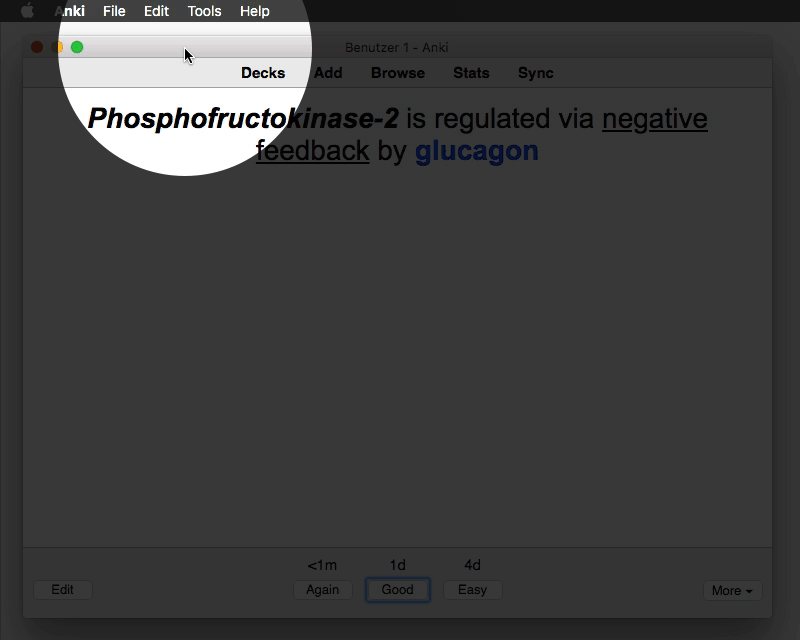 Anki File Edit Tools Help
Benutzer 1 - Anki
Decks Add Browse Stats Sync
Phosphofructokinase-2 is regulated via negative
feedback by glucagon
<1m 1d 4d
Edit Again Good Easy More